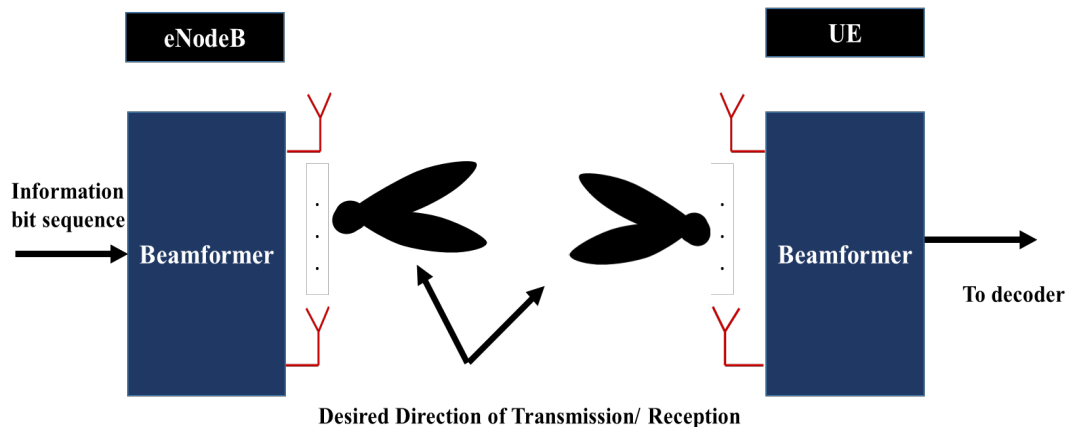 eNodeB
UE
Information
bit sequence
Beamformer
Beamformer
To decoder
Desired Direction of Transmission/ Reception